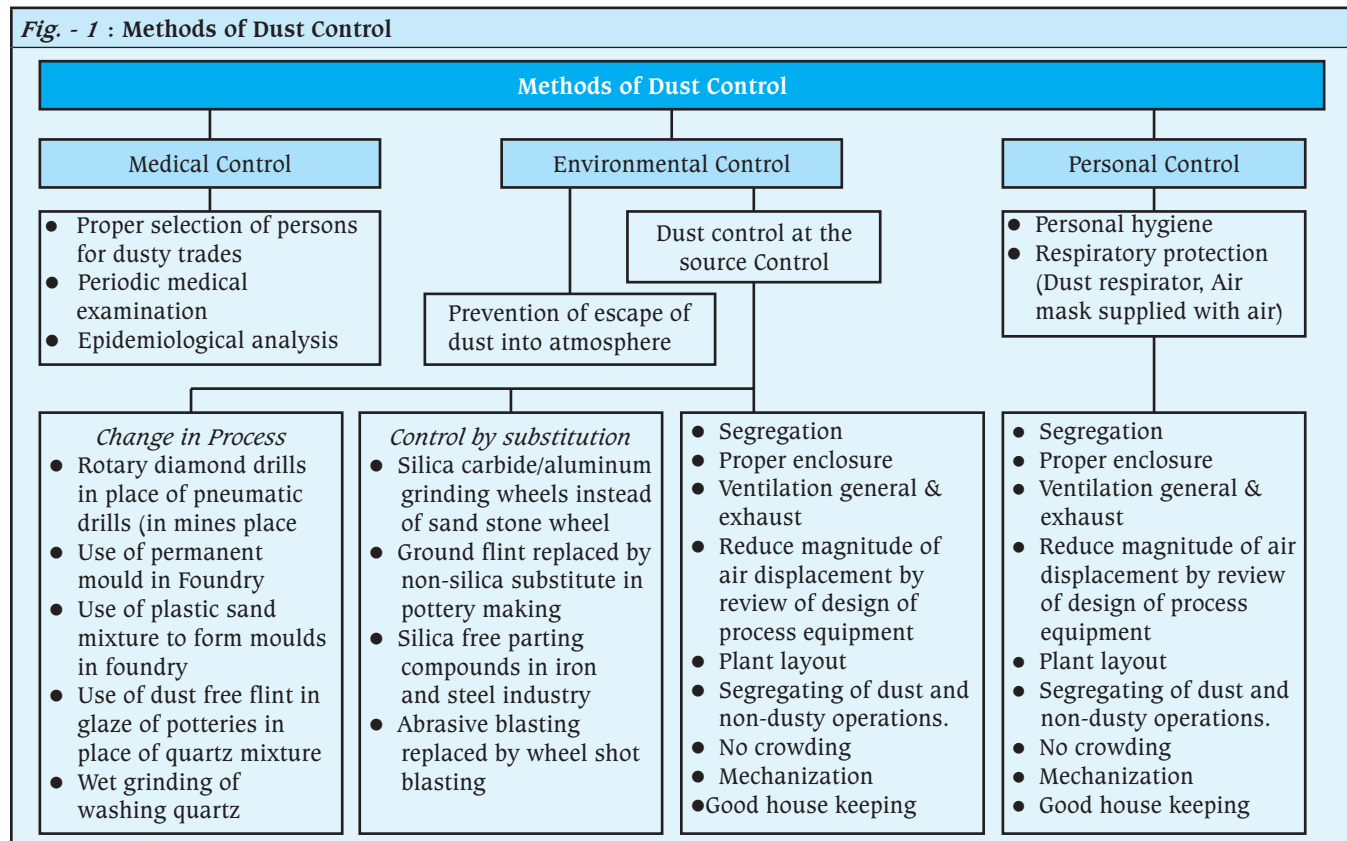 Fig. - 1 : Methods of Dust Control
Methods of Dust Control
Medical Control
● Proper selection of persons
for dusty trades
● Periodic medical
examination
● Epidemiological analysis
Environmental Control
Dust control at the
source Control
Prevention of escape of
dust into atmosphere
Personal Control
● Personal hygiene
● Respiratory protection
(Dust respirator, Air
mask supplied with air)
Change in Process
● Rotary diamond drills
in place of pneumatic
drills (in mines place
● Use of permanent
mould in Foundry
● Use of plastic sand
mixture to form moulds
in foundry
● Use of dust free flint in
glaze of potteries in
place of quartz mixture
● Wet grinding of
washing quartz
Control by substitution
● Silica carbide/aluminum
grinding wheels instead
of sand stone wheel
● Ground flint replaced by
non-silica substitute in
pottery making
● Silica free parting
compounds in iron
and steel industry
● Abrasive blasting
replaced by wheel shot
blasting
● Segregation
● Proper enclosure
● Ventilation general &
exhaust
● Reduce magnitude of
air displacement by
review of design of
process equipment
● Plant layout
● Segregating of dust and
non-dusty operations.
● No crowding
● Mechanization
●Good house keeping
● Segregation
● Proper enclosure
● Ventilation general &
exhaust
● Reduce magnitude of air
displacement by review
of design of process
equipment
● Plant layout
● Segregating of dust and
non-dusty operations.
● No crowding
● Mechanization
● Good house keeping